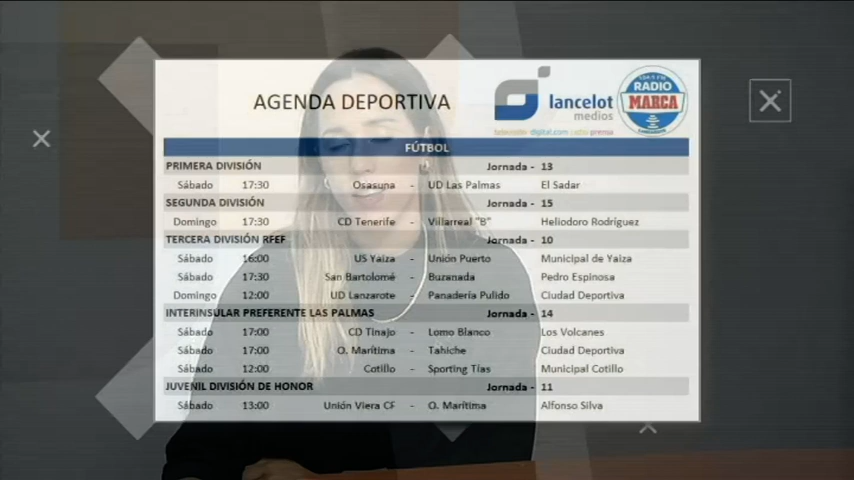 AGENDA DEPORTIVA
lancelot
medios
RADIO
MARCA
FÚTBOL
PRIMERA DIVISIÓN Jornada - 13
Sábado 17:30 Osasuna - UD Las Palmas El Sadar
SEGUNDA DIVISIÓN Jornada - 15
Domingo 17:30 CD Tenerife - Villarreal "B" Heliodoro Rodríguez
TERCERA DIVISIÓN RFEF Jornada - 10
Sábado 16:00 US Yaiza - Unión Puerto Municipal de Yaiza
Sábado 17:30 San Bartolomé - Buzanada Pedro Espinosa
Domingo 12:00 UD Lanzarote - Panadería Pulido Ciudad Deportiva
INTERINSULAR PREFERENTE LAS PALMAS Jornada - 14
Sábado 17:00 CD Tinajo - Lomo Blanco Los Volcanes
Sábado 17:00 O. Marítima - Tahiche Ciudad Deportiva
Sábado 12:00 Cotillo - Sporting Tías Municipal Cotillo
JUVENIL DIVISIÓN DE HONOR Jornada - 11
Sábado 13:00 Unión Viera CF - O. Marítima Alfonso Silva